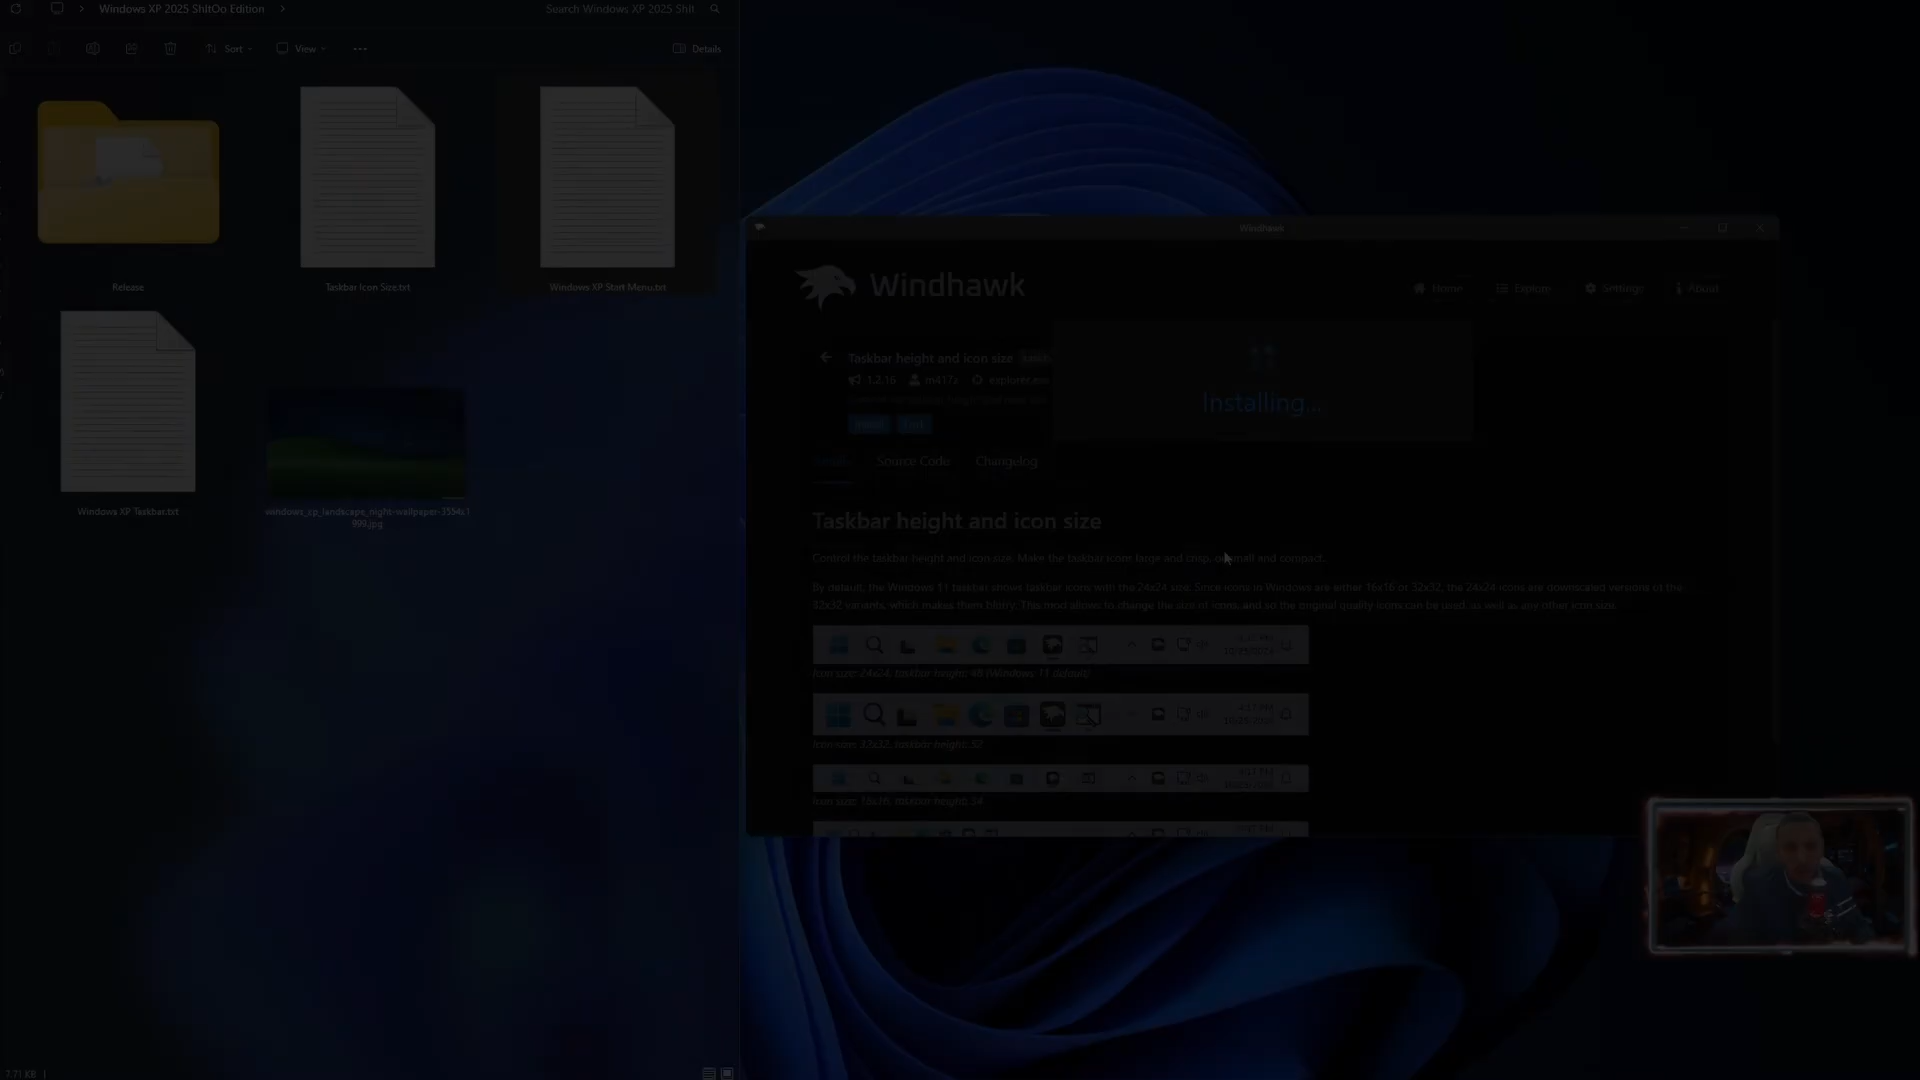 Windows XP 2025 ShitOo Edition
Search Windows XP 2025 Shit
Sort
View
Details
Release
Taskbar Icon Size.txt
Windows XP Start Menu.txt
Windows XP Taskbar.txt
windows_xp_landscape_night-wallpaper-3554x1
999.jpg
7.71 KB
Windhawk
Windhawk
Home
Explore
Settings
About
Taskbar height and icon size
1.2.16
m417z
explorer.exe
Installing...
Source Code
Changelog
Taskbar height and icon size
Control the taskbar height and icon size. Make the taskbar icons large and crisp, or small and compact.
By default, the Windows 11 taskbar shows taskbar icons with the 24x24 size. Since icons in Windows are either 16x16 or 32x32, the 24x24 icons are downscaled versions of the
32x32 variants, which makes them blurry. This mod allows to change the size of icons, and so the original quality icons can be used, as well as any other icon size.
Icon size: 24x24, taskbar height: 48 (Windows 11 default)
Icon size: 32x32, taskbar height: 52
Icon size: 16x16, taskbar height: 34